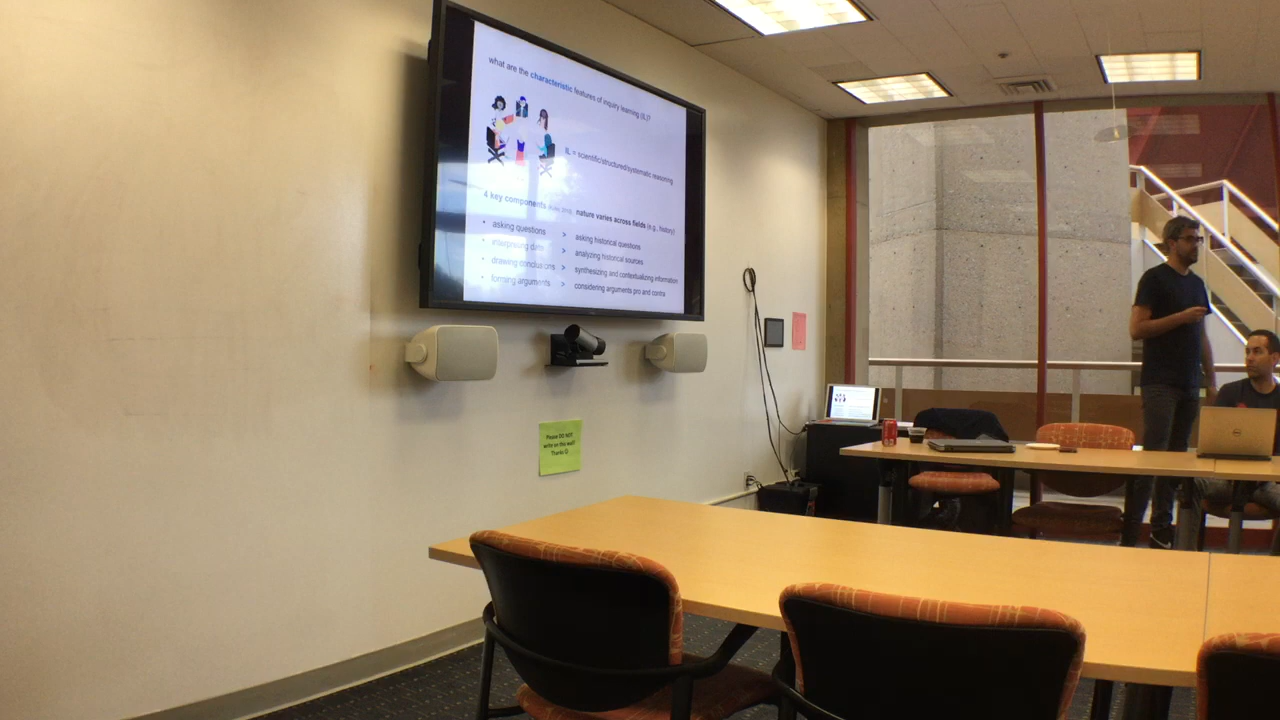 what are the characteristic features of inquiry learning (IL)?
IL = scientific/structured/systematic reasoning
4 key components nature varies across fields (e.g., history)
• asking questions > asking historical questions
• interpreting data > analyzing historical sources
• drawing conclusions > synthesizing and contextualizing information
• forming arguments > considering arguments pro and contra
Please DO NOT
write on this wall!
Thanks ☺
DELL